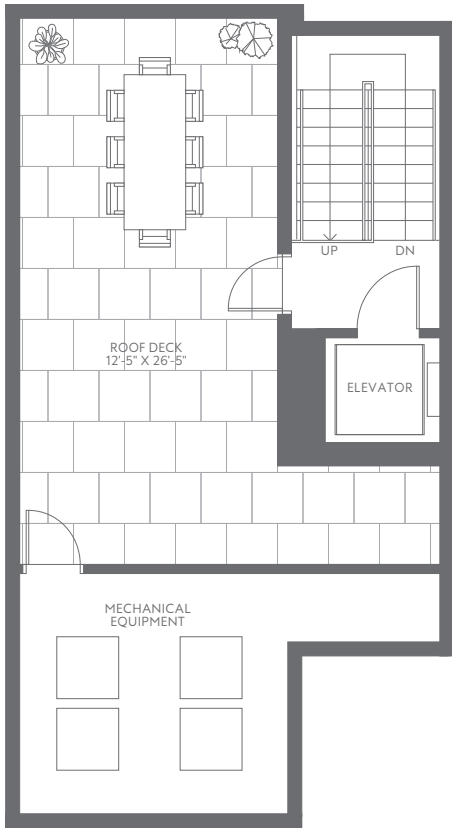 UP DN
ROOF DECK
12'-5" X 26'-5"
ELEVATOR
MECHANICAL
EQUIPMENT